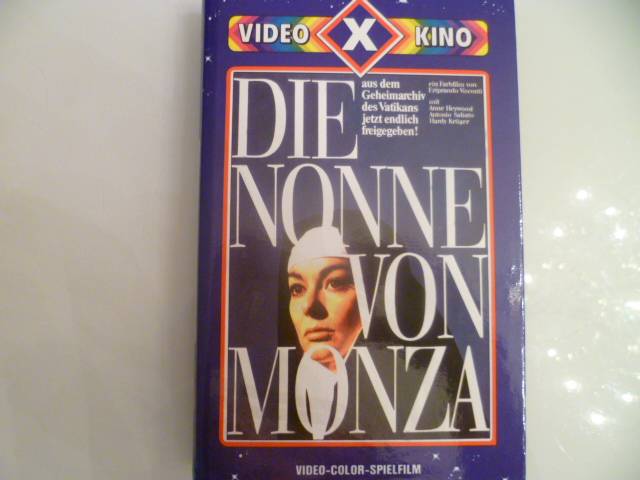 VIDEO X KINO
DIE
aus dem
Geheimarchiv
des Vatikans
jetzt endlich
freigegeben!
ein Farbfilm von
Eriprando Visconti
mit
Anne Heywood
Antonio Sabato
Hardy Krüger
NONNE
VON
MONZA
VIDEO-COLOR-SPIELFILM